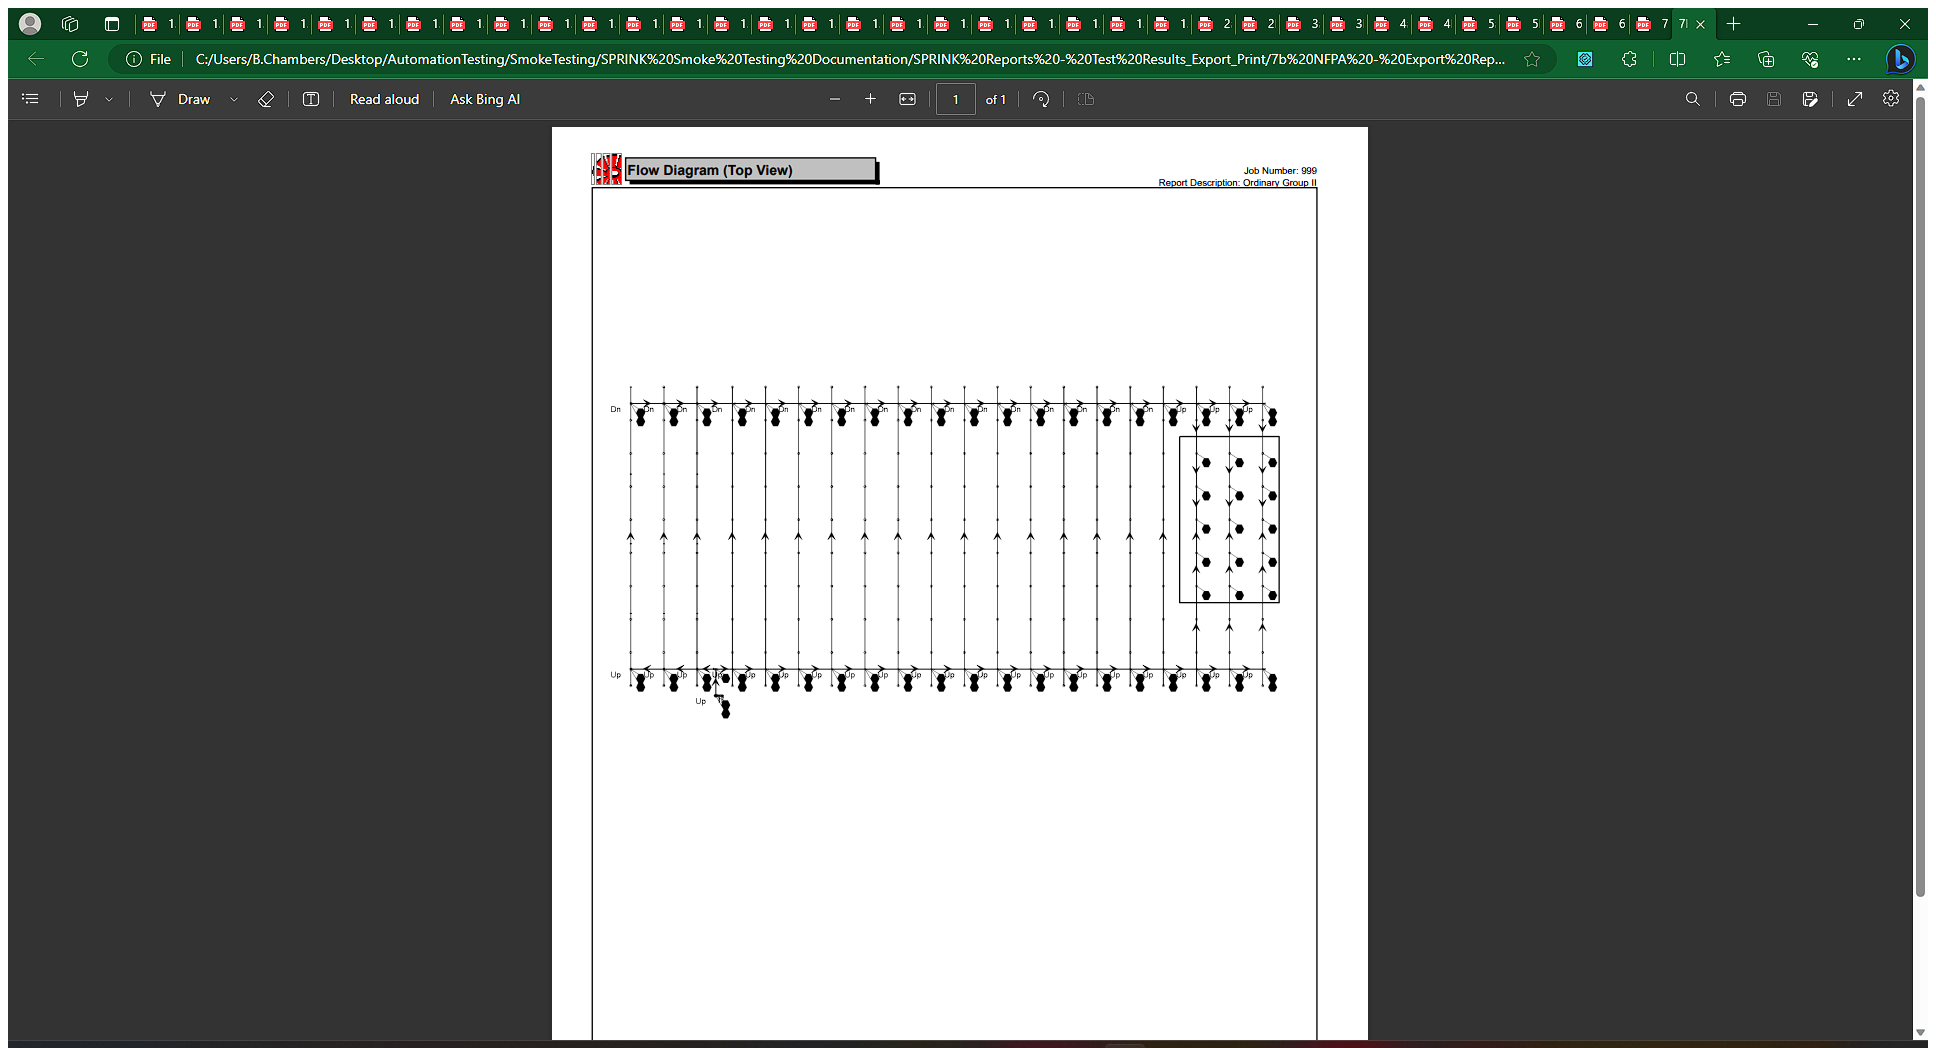 PDF 1 PDF 1 PDF 1 PDF 1 PDF 1 PDF 1 PDF 1 PDF 1 PDF 1 PDF 1 PDF 1 PDF 1 PDF 1 PDF 1 PDF 1 PDF 1 PDF 1 PDF 1 PDF 1 PDF 1 PDF 1 PDF 1 PDF 1 PDF 1 PDF 2 PDF 2 PDF 3 PDF 3 PDF 4 PDF 4 PDF 5 PDF 5 PDF 6 PDF 6 PDF 7 7
File C:/Users/B.Chambers/Desktop/AutomationTesting/SmokeTesting/SPRINK%20Smoke%20Testing%20Documentation/SPRINK%20Reports%20-%20Test%20Results_Export_Print/7b%20NFPA%20-%20Export%20Rep...
Draw Read aloud Ask Bing AI 1 of 1
Flow Diagram (Top View)
Job Number: 999
Report Description: Ordinary Group II
Dn Dn Dn Dn Dn Dn Dn Dn Dn Dn Dn Dn Dn Dn Dn Dn Dn Up Up Up
Up Up Up Up Up Up Up Up Up Up Up Up Up Up Up Up Up Up Up Up
Up